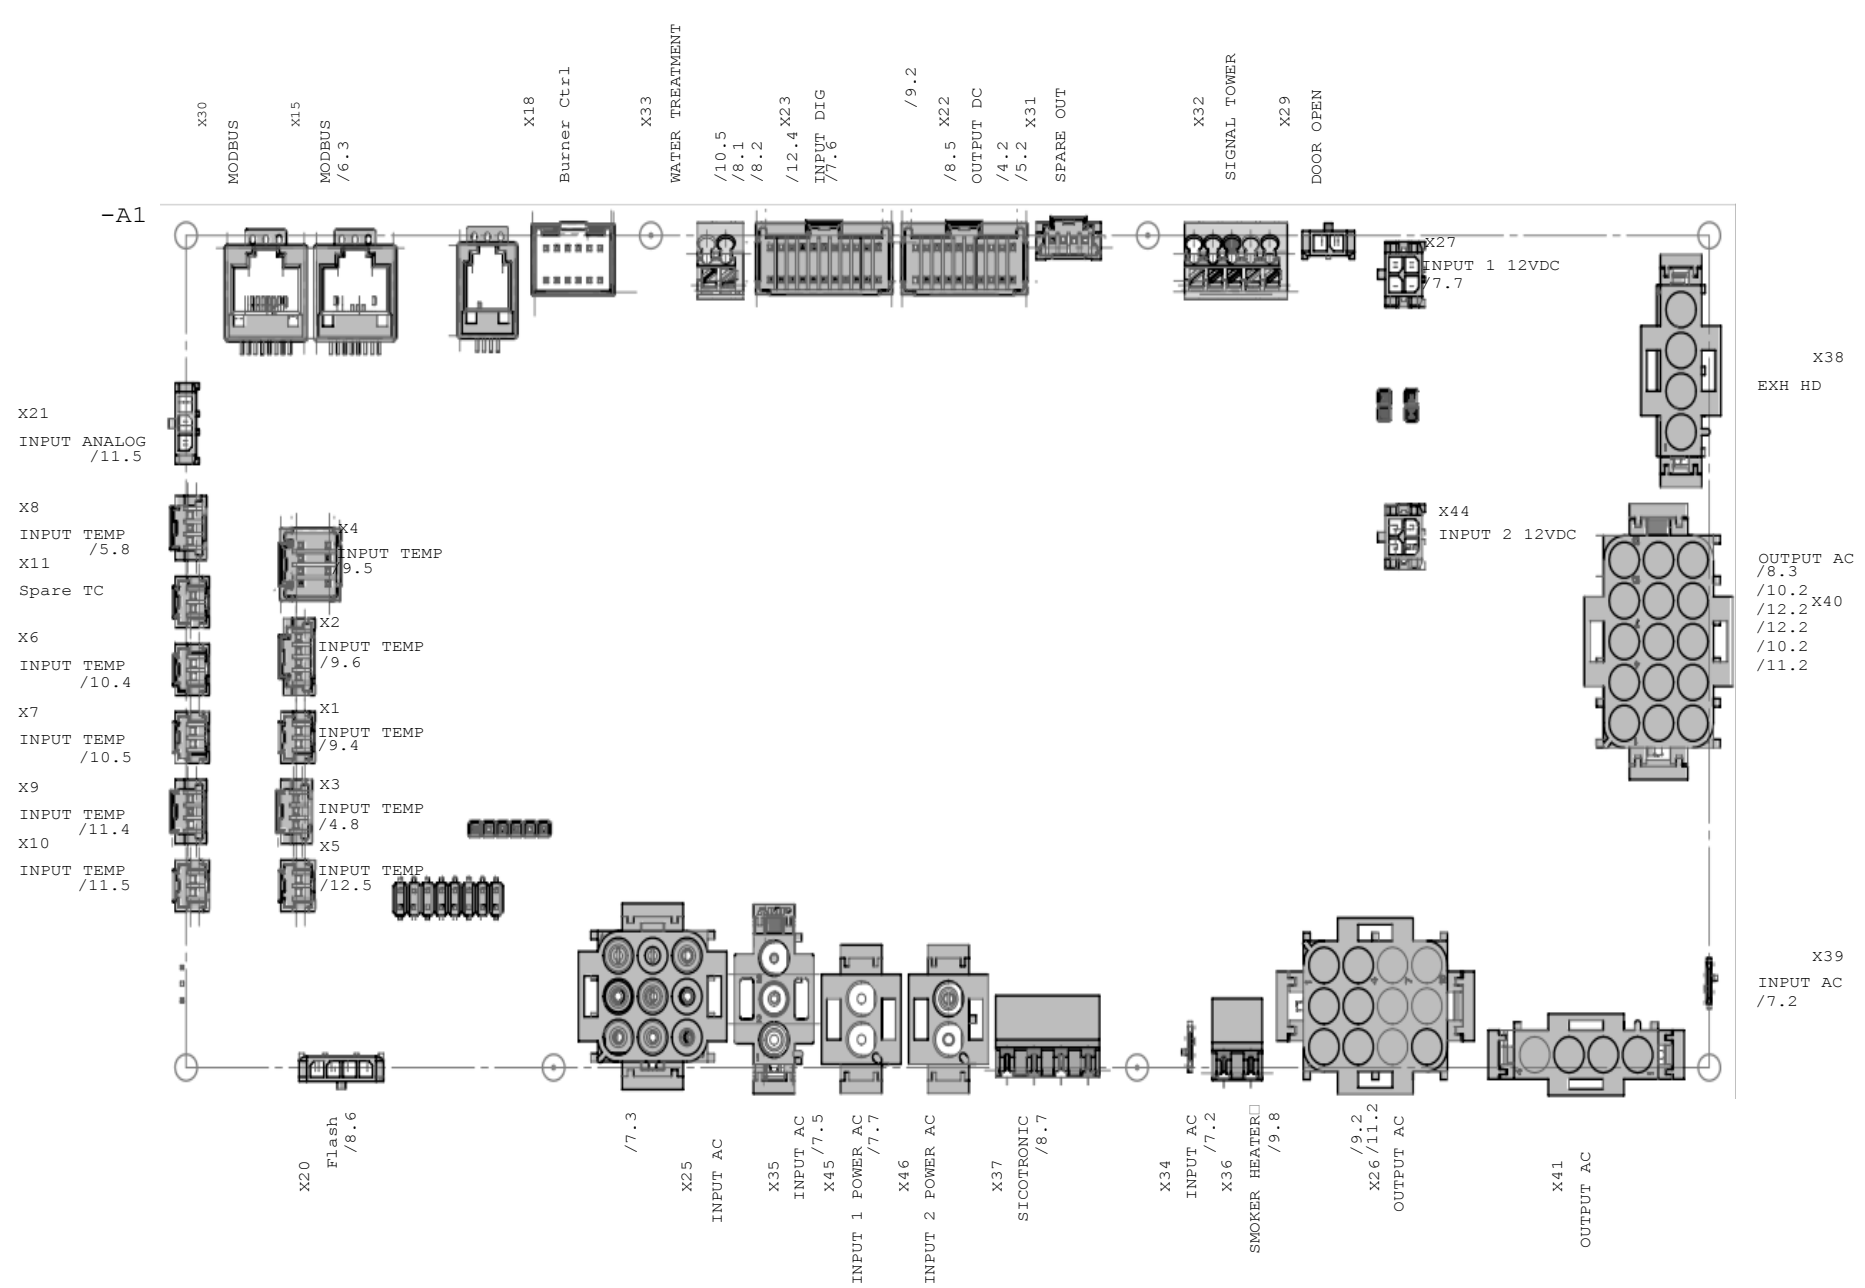 X30
MODBUS
X15
MODBUS
/6.3
X18
Burner Ctrl
X33
WATER TREATMENT
/10.5
/8.1
/8.2
X23
/12.4
INPUT DIG
/7.6
/9.2
X22
/8.5
OUTPUT DC
/4.2
/5.2
X31
SPARE OUT
X32
SIGNAL TOWER
X29
DOOR OPEN
-A1
X27
INPUT 1 12VDC
/7.7
X38
EXH HD
X21
INPUT ANALOG
/11.5
X8
INPUT TEMP
/5.8
X11
Spare TC
X6
INPUT TEMP
/10.4
X7
INPUT TEMP
/10.5
X9
INPUT TEMP
/11.4
X10
INPUT TEMP
/11.5
X4
INPUT TEMP
/9.5
X2
INPUT TEMP
/9.6
X1
INPUT TEMP
/9.4
X3
INPUT TEMP
/4.8
X5
INPUT TEMP
/12.5
X44
INPUT 2 12VDC
OUTPUT AC
/8.3
/10.2
/12.2
X40
/12.2
/10.2
/11.2
X39
INPUT AC
/7.2
X20
Flash
/8.6
/7.3
X25
INPUT AC
X35
INPUT AC
/7.5
X45
INPUT 1 POWER AC
/7.7
X46
INPUT 2 POWER AC
X37
SICOTRONIC
/8.7
X34
INPUT AC
/7.2
X36
SMOKER HEATER
/9.8
/9.2
/11.2
X26
OUTPUT AC
X41
OUTPUT AC